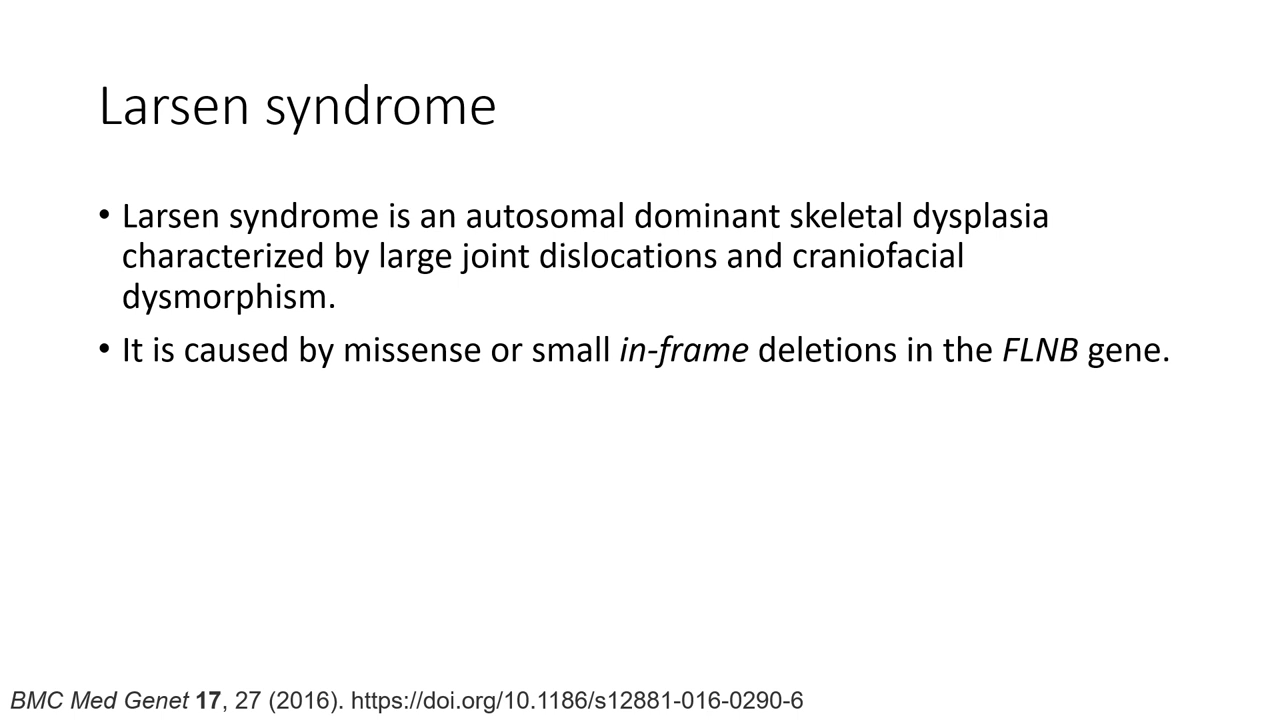 Larsen syndrome
• Larsen syndrome is an autosomal dominant skeletal dysplasia
characterized by large joint dislocations and craniofacial
dysmorphism.
• It is caused by missense or small in-frame deletions in the FLNB gene.
BMC Med Genet 17, 27 (2016). https://doi.org/10.1186/s12881-016-0290-6